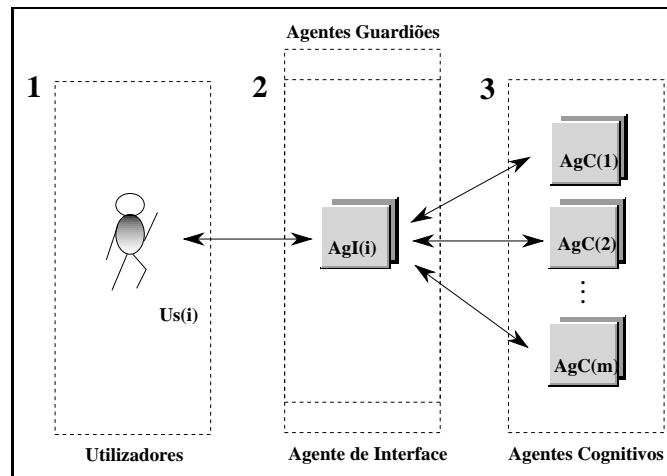 Agentes Guardiões
1
2
3
AgC(1)
AgC(2)
AgI(i)
Us(i)
AgC(m)
Utilizadores
Agente de Interface
Agentes Cognitivos